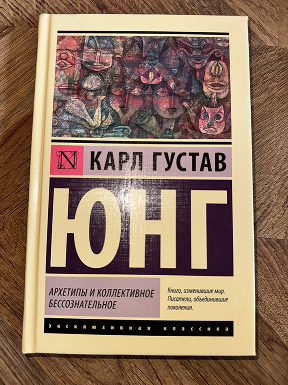 N КАРЛ ГУСТАВ
ЮНГ
АРХЕТИПЫ И КОЛЛЕКТИВНОЕ
БЕССОЗНАТЕЛЬНОЕ
Книги, изменившие мир.
Писатели, объединившие
поколения.
ЭКСКЛЮЗИВНАЯ КЛАССИКА